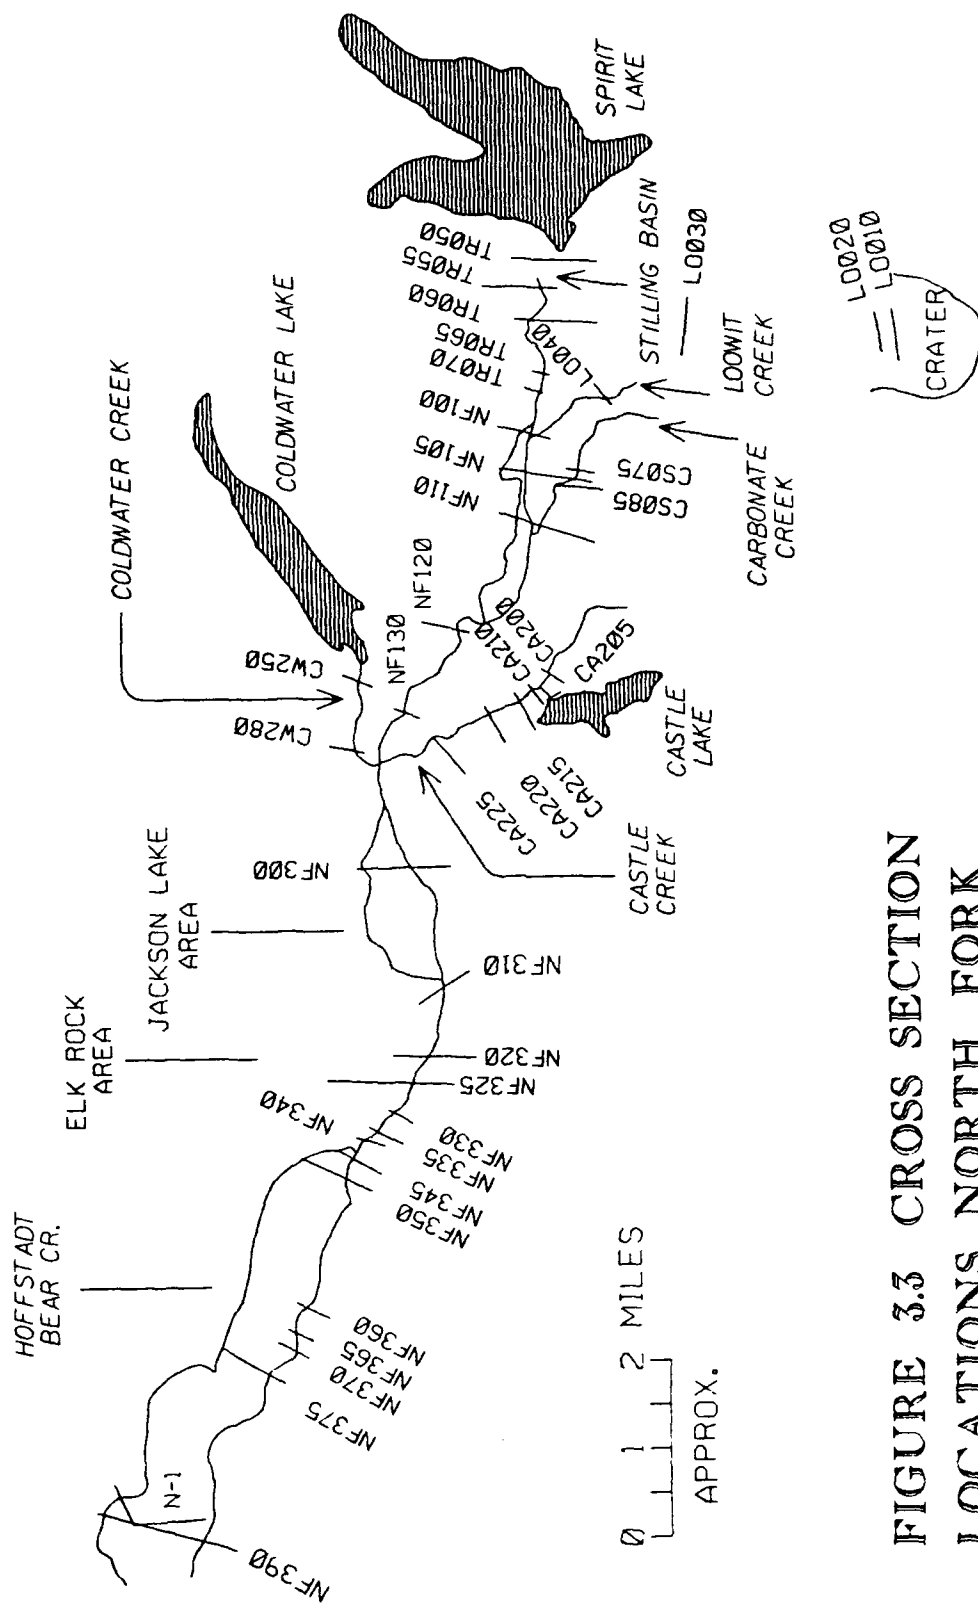 HOFFSTADT
BEAR CR.
ELK ROCK
AREA
JACKSON LAKE
AREA
COLDWATER CREEK
COLDWATER LAKE
SPIRIT
LAKE
N-1
NF390
NF375
NF370
NF365
NF360
NF350
NF345
NF335
NF330
NF340
NF325
NF320
NF310
NF300
CW280
CW250
NF130
NF120
NF110
NF105
NF100
TR070
TR065
TR060
TR055
TR050
CA225
CA220
CA215
CA210
CA200
CA205
CASTLE
CREEK
CASTLE
LAKE
CS085
CS075
CARBONATE
CREEK
LOOWIT
CREEK
LO040
STILLING BASIN
LO030
LO020
LO010
CRATER
0 1 2 MILES
APPROX.
FIGURE 3.3 CROSS SECTION
LOCATIONS NORTH FORK